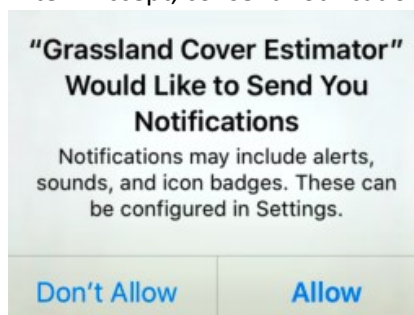 “Grassland Cover Estimator”
Would Like to Send You
Notifications
Notifications may include alerts,
sounds, and icon badges. These can
be configured in Settings.
Don’t Allow
Allow